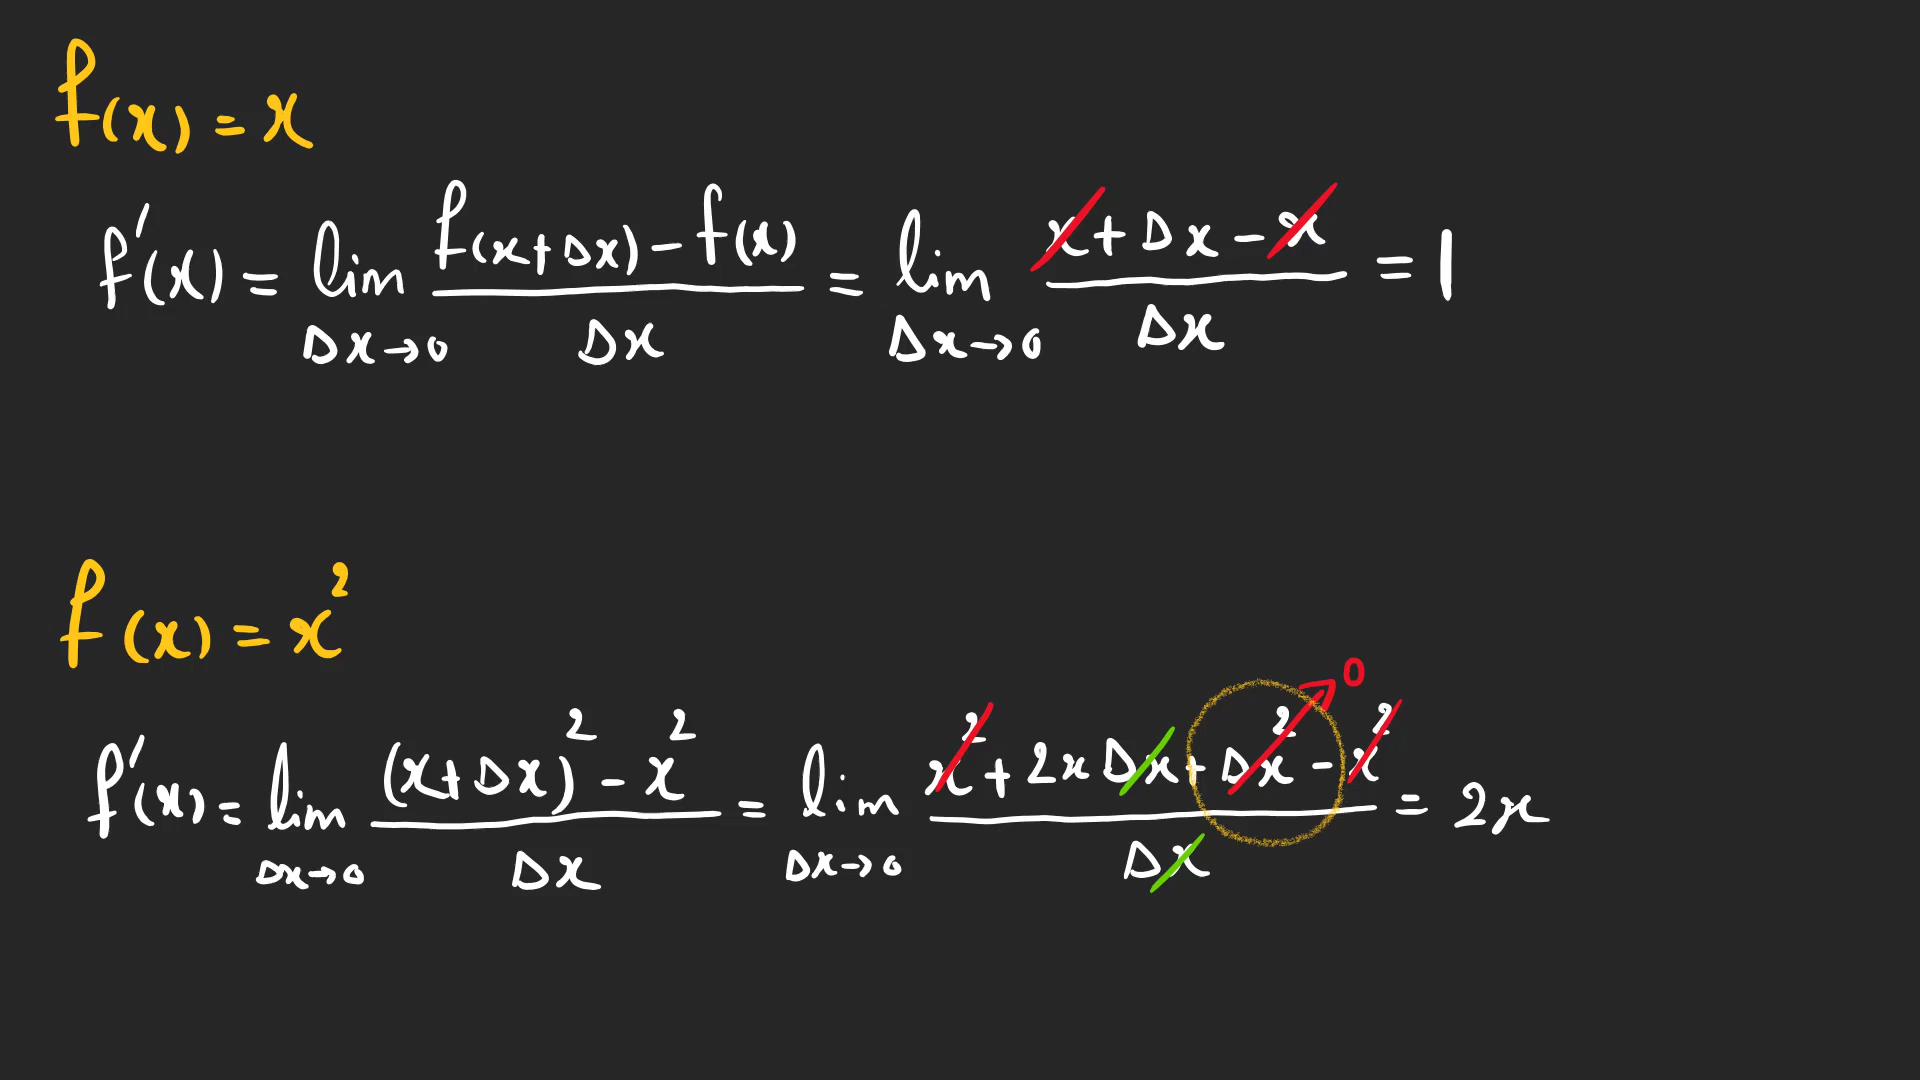 f(x) = x
f'(x) = lim Δx→0 (f(x+Δx) - f(x)) / Δx = lim Δx→0 (x + Δx - x) / Δx = 1
f(x) = x²
f'(x) = lim Δx→0 ((x+Δx)² - x²) / Δx = lim Δx→0 (x² + 2xΔx + Δx² - x²) / Δx = 2x
0